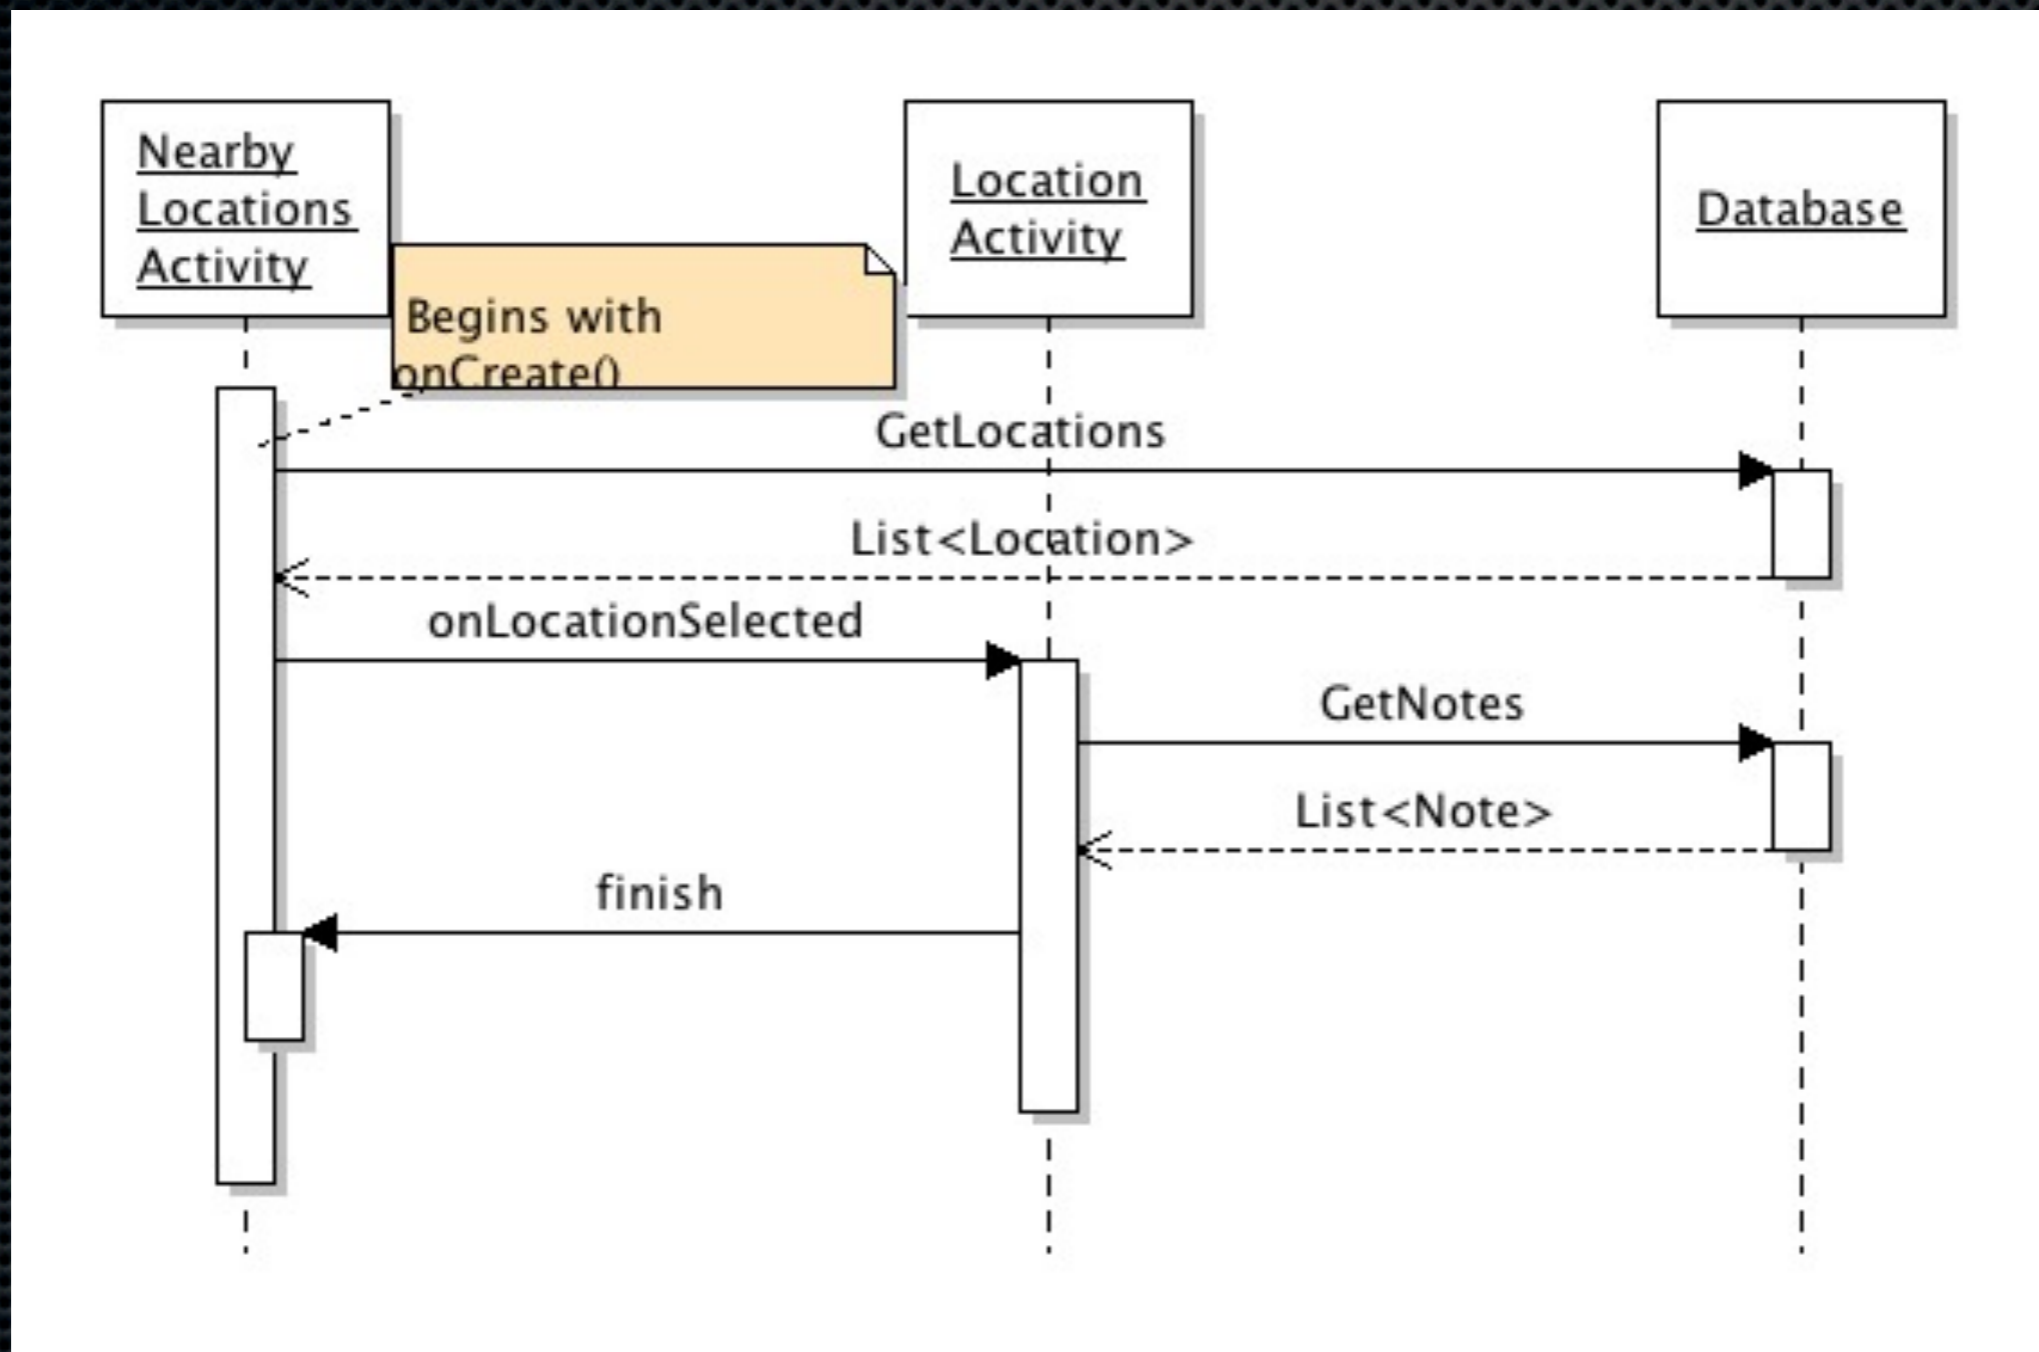 Nearby
Locations
Activity
Location
Activity
Database
Begins with
onCreate()
GetLocations
List<Location>
onLocationSelected
GetNotes
List<Note>
finish